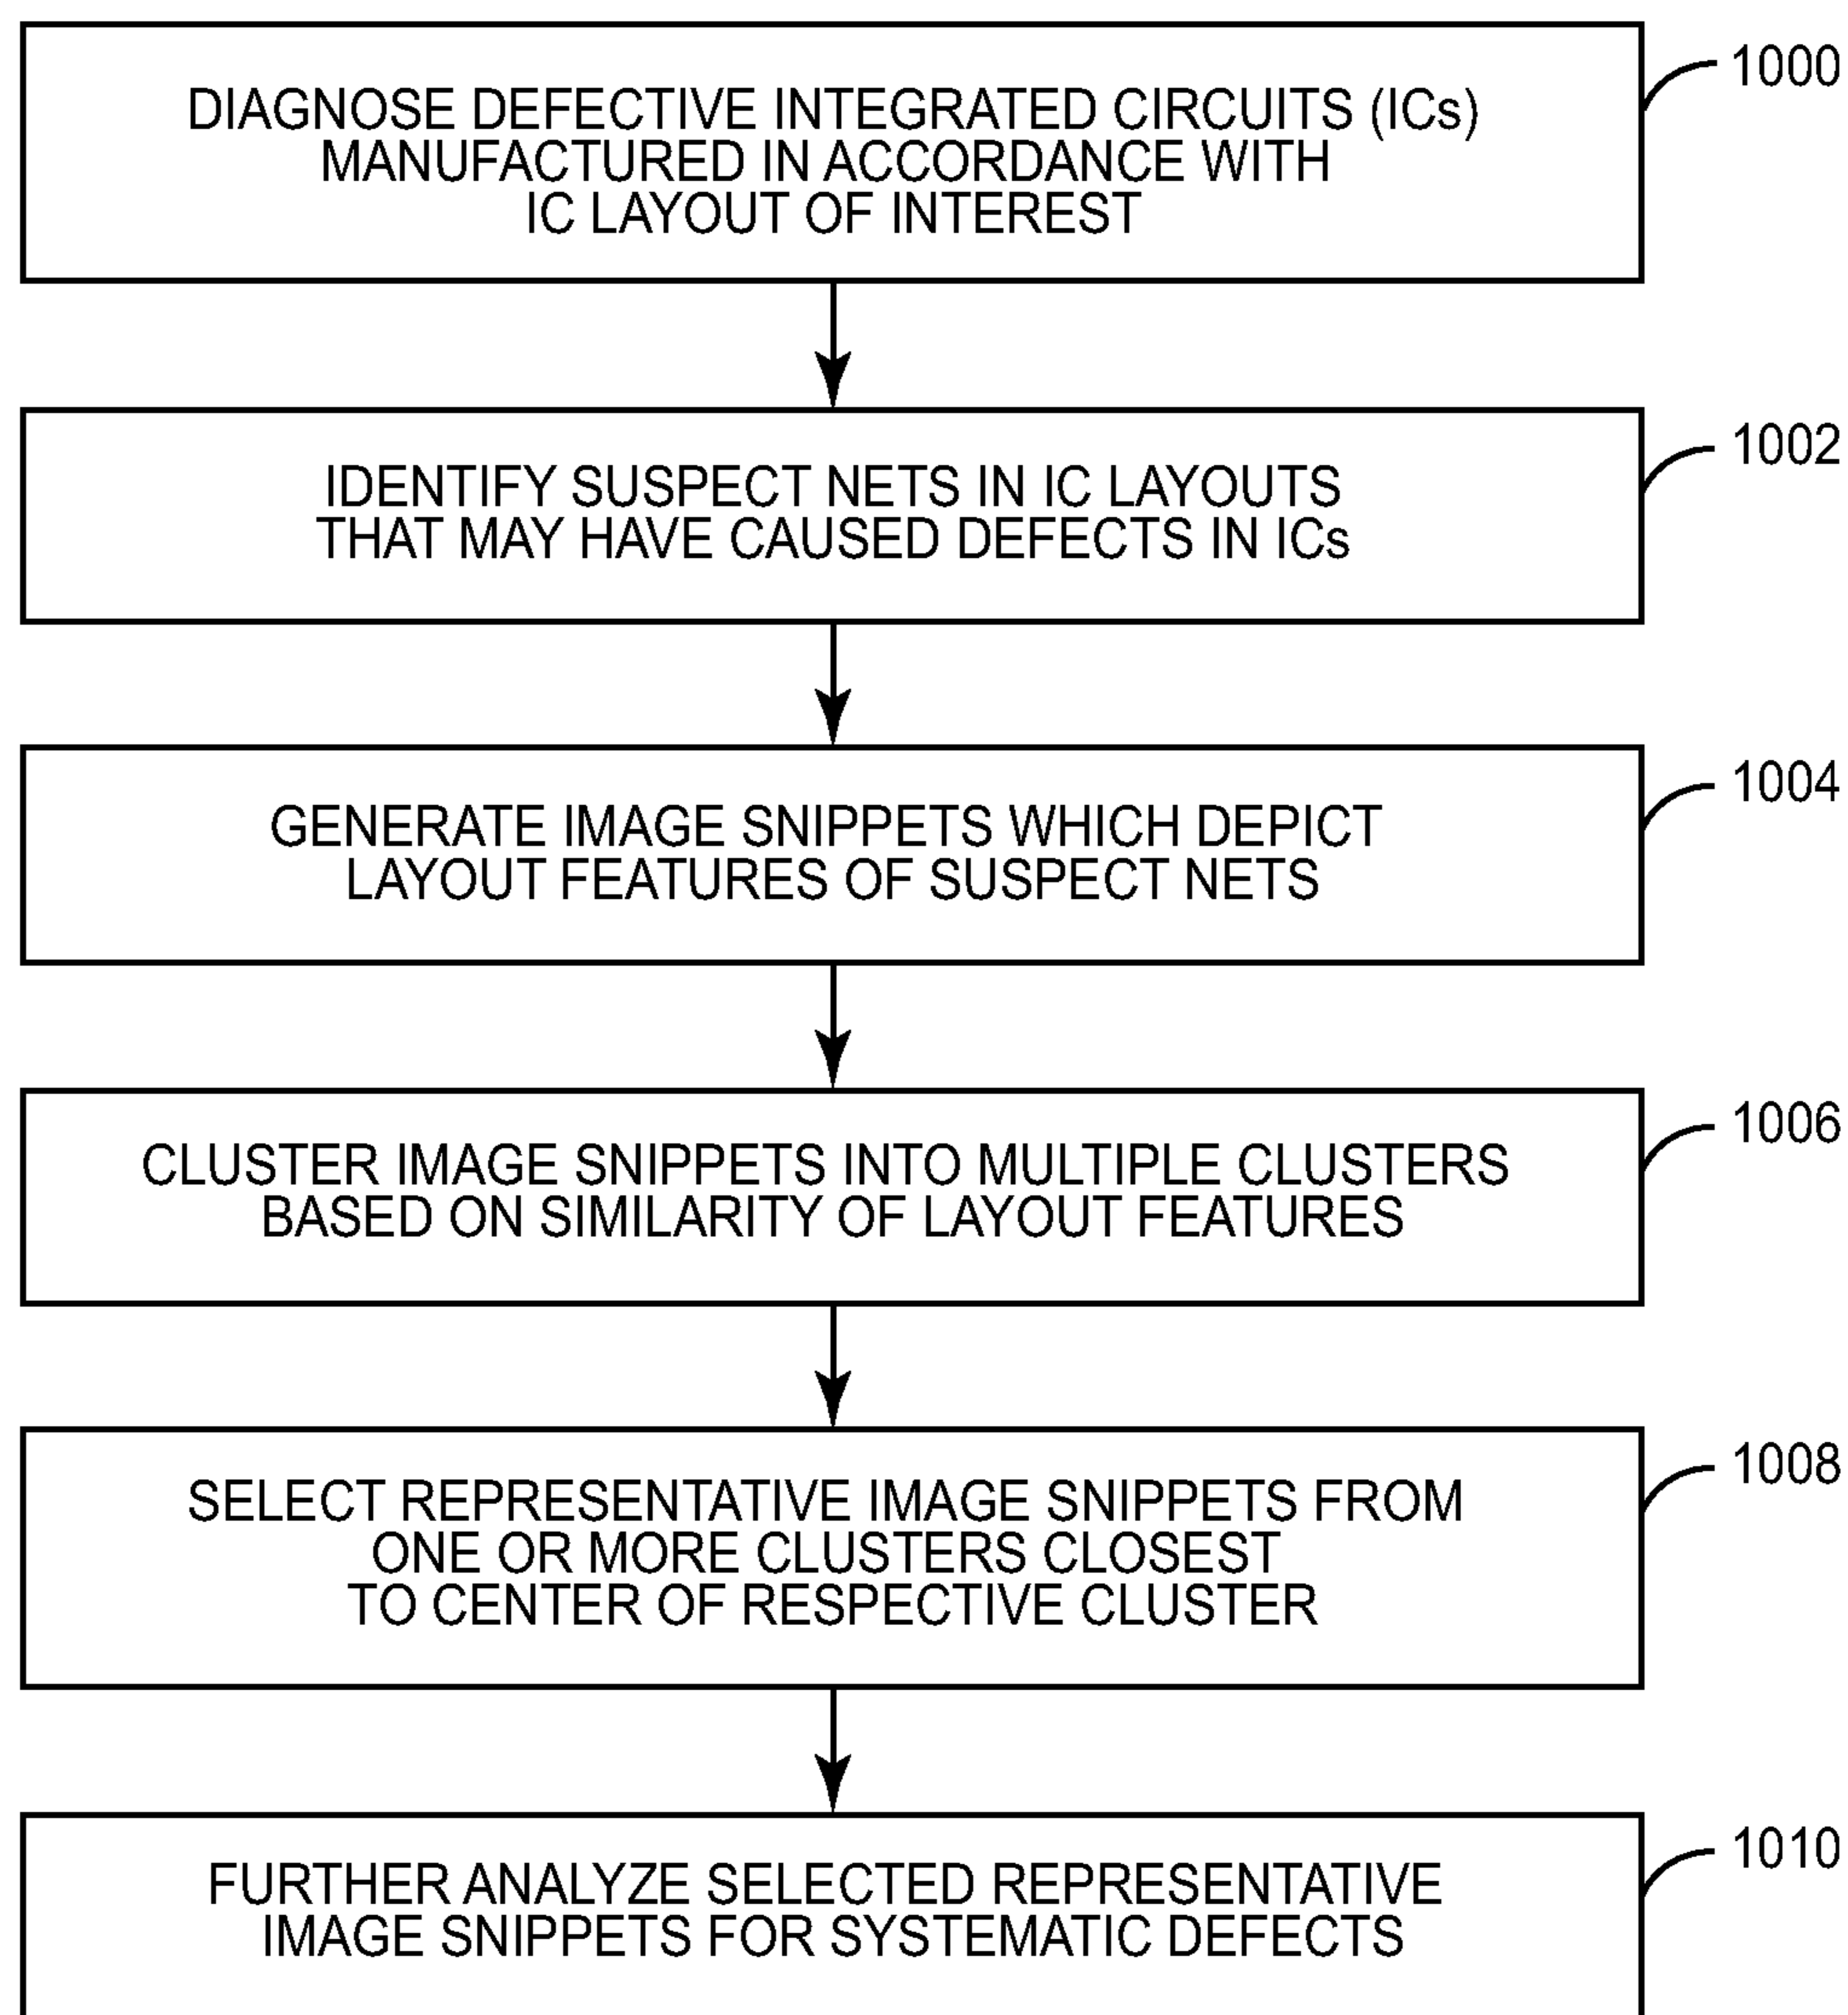 1000
DIAGNOSE DEFECTIVE INTEGRATED CIRCUITS (ICs)
MANUFACTURED IN ACCORDANCE WITH
IC LAYOUT OF INTEREST
1002
IDENTIFY SUSPECT NETS IN IC LAYOUTS
THAT MAY HAVE CAUSED DEFECTS IN ICs
1004
GENERATE IMAGE SNIPPETS WHICH DEPICT
LAYOUT FEATURES OF SUSPECT NETS
1006
CLUSTER IMAGE SNIPPETS INTO MULTIPLE CLUSTERS
BASED ON SIMILARITY OF LAYOUT FEATURES
1008
SELECT REPRESENTATIVE IMAGE SNIPPETS FROM
ONE OR MORE CLUSTERS CLOSEST
TO CENTER OF RESPECTIVE CLUSTER
1010
FURTHER ANALYZE SELECTED REPRESENTATIVE
IMAGE SNIPPETS FOR SYSTEMATIC DEFECTS